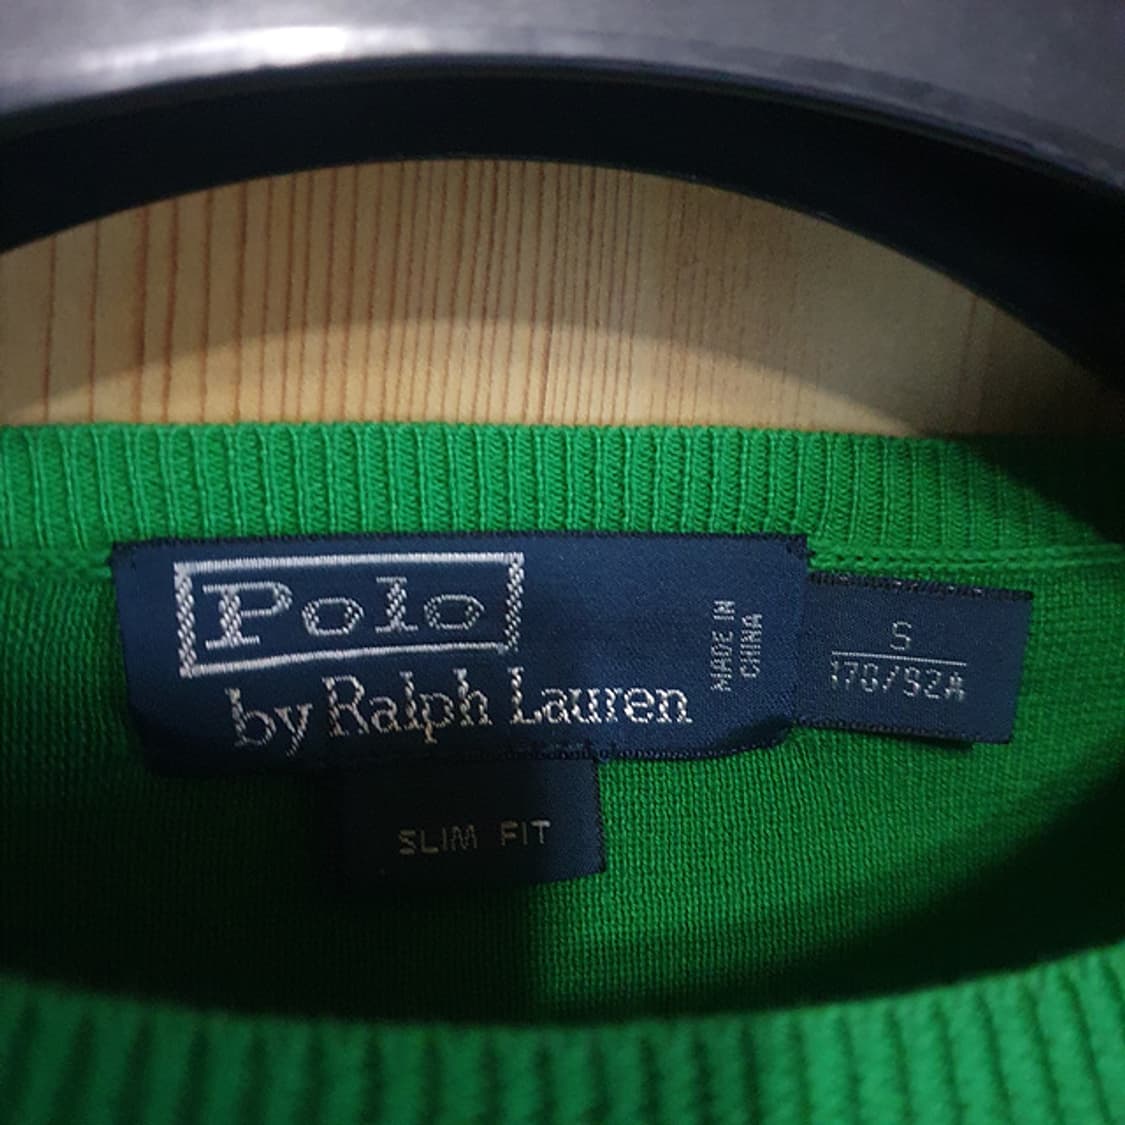 Polo
by Ralph Lauren
MADE IN
CHINA
S
170/92A
SLIM FIT